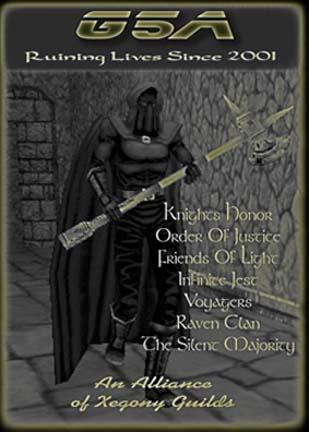 G5A
Ruining Lives Since 2001
Knights Honor
Order Of Justice
Friends Of Light
Infinite Jest
Voyagers
Raven Clan
The Silent Majority
An Alliance
of Xegony Guilds